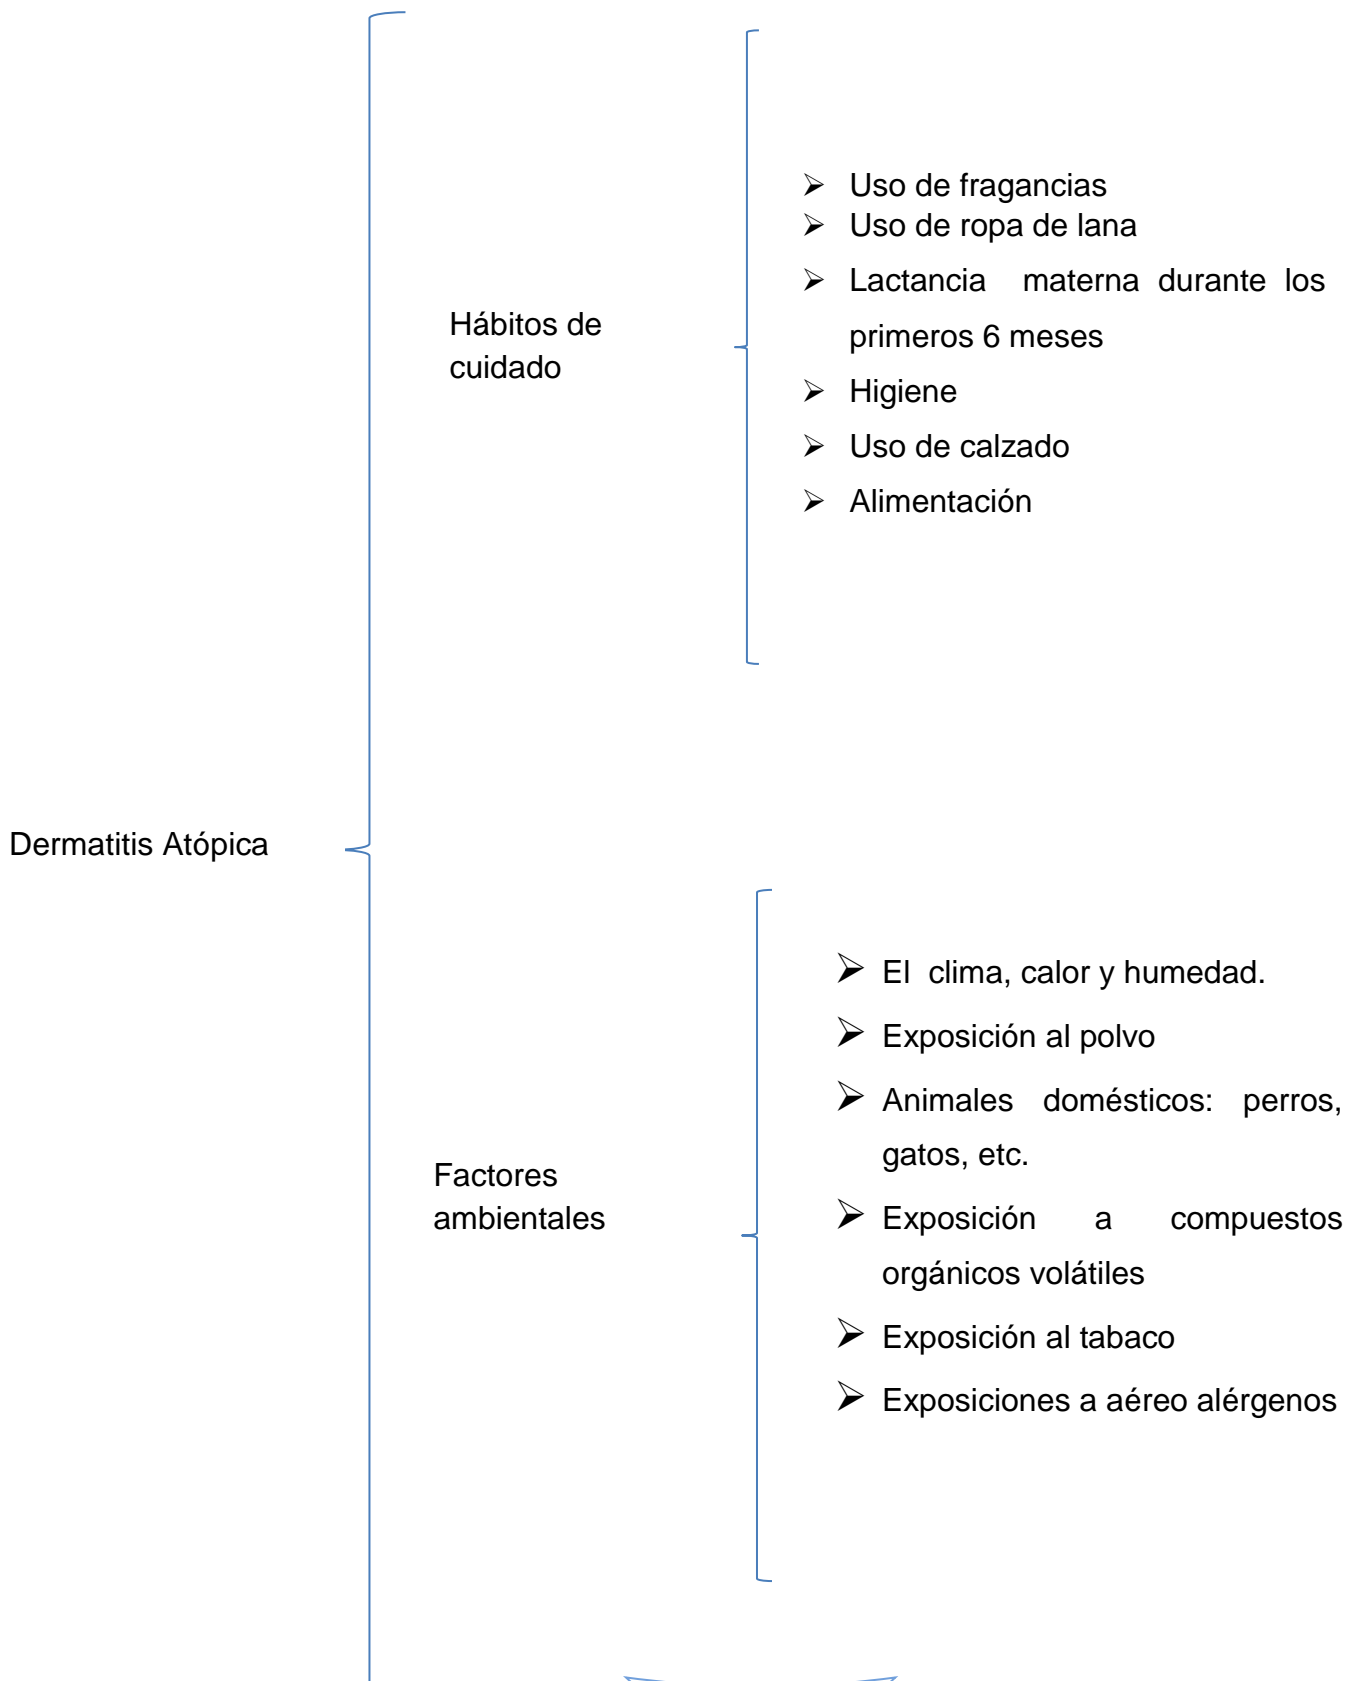 Dermatitis Atópica
Hábitos de
cuidado
Uso de fragancias
Uso de ropa de lana
Lactancia materna durante los
primeros 6 meses
Higiene
Uso de calzado
Alimentación
Factores
ambientales
El clima, calor y humedad.
Exposición al polvo
Animales domésticos: perros,
gatos, etc.
Exposición a compuestos
orgánicos volátiles
Exposición al tabaco
Exposiciones a aéreo alérgenos